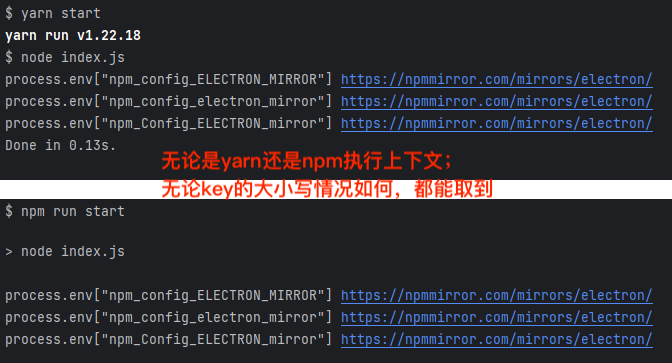 $ yarn start
yarn run v1.22.18
$ node index.js
process.env["npm_config_ELECTRON_MIRROR"] https://npmmirror.com/mirrors/electron/
process.env["npm_config_electron_mirror"] https://npmmirror.com/mirrors/electron/
process.env["npm_Config_ELECTRON_mirror"] https://npmmirror.com/mirrors/electron/
Done in 0.13s.
无论是yarn还是npm执行上下文；
无论key的大小写情况如何，都能取到
$ npm run start
> node index.js
process.env["npm_config_ELECTRON_MIRROR"] https://npmmirror.com/mirrors/electron/
process.env["npm_config_electron_mirror"] https://npmmirror.com/mirrors/electron/
process.env["npm_Config_ELECTRON_mirror"] https://npmmirror.com/mirrors/electron/